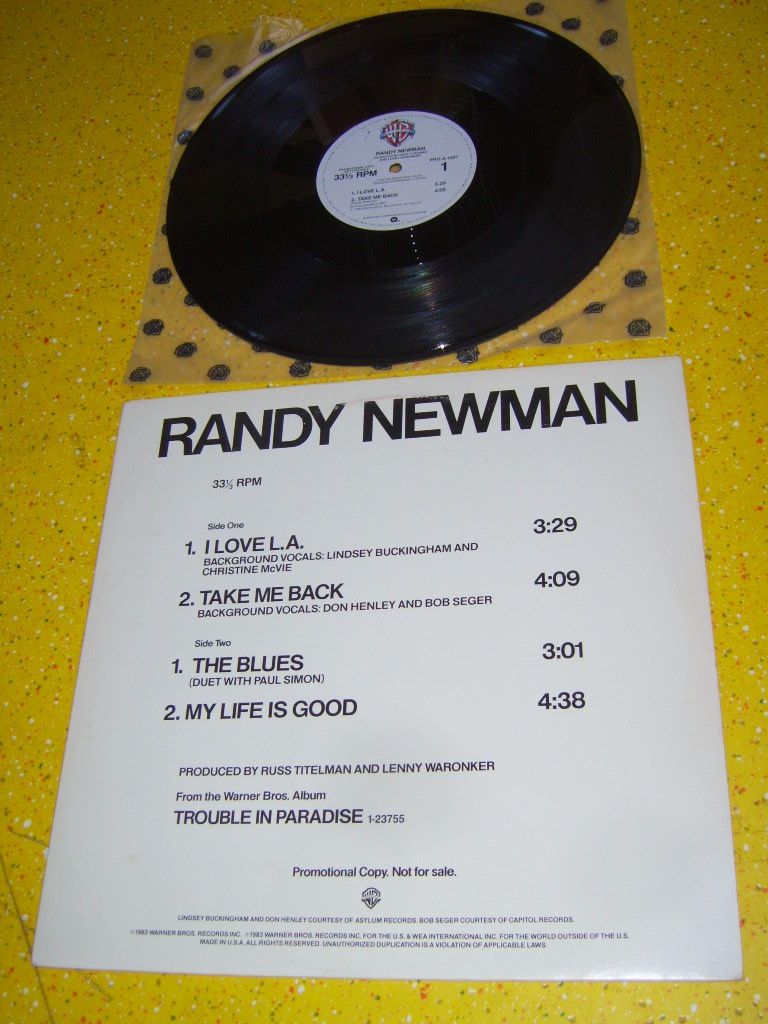 RANDY NEWMAN
33⅓ RPM
PRO-A-1
1
1. I LOVE L.A. 3:29
2. TAKE ME BACK 4:09
RANDY NEWMAN
33⅓ RPM
Side One
1. I LOVE L.A. 3:29
BACKGROUND VOCALS: LINDSEY BUCKINGHAM AND
CHRISTINE McVIE
2. TAKE ME BACK 4:09
BACKGROUND VOCALS: DON HENLEY AND BOB SEGER
Side Two
1. THE BLUES 3:01
(DUET WITH PAUL SIMON)
2. MY LIFE IS GOOD 4:38
PRODUCED BY RUSS TITELMAN AND LENNY WARONKER
From the Warner Bros. Album
TROUBLE IN PARADISE 1-23755
Promotional Copy. Not for sale.
LINDSEY BUCKINGHAM AND DON HENLEY COURTESY OF ASYLUM RECORDS. BOB SEGER COURTESY OF CAPITOL RECORDS.
©1983 WARNER BROS. RECORDS INC. ℗1983 WARNER BROS. RECORDS INC. FOR THE U.S. & WEA INTERNATIONAL INC. FOR THE WORLD OUTSIDE OF THE U.S.
MADE IN U.S.A. ALL RIGHTS RESERVED. UNAUTHORIZED DUPLICATION IS A VIOLATION OF APPLICABLE LAWS.